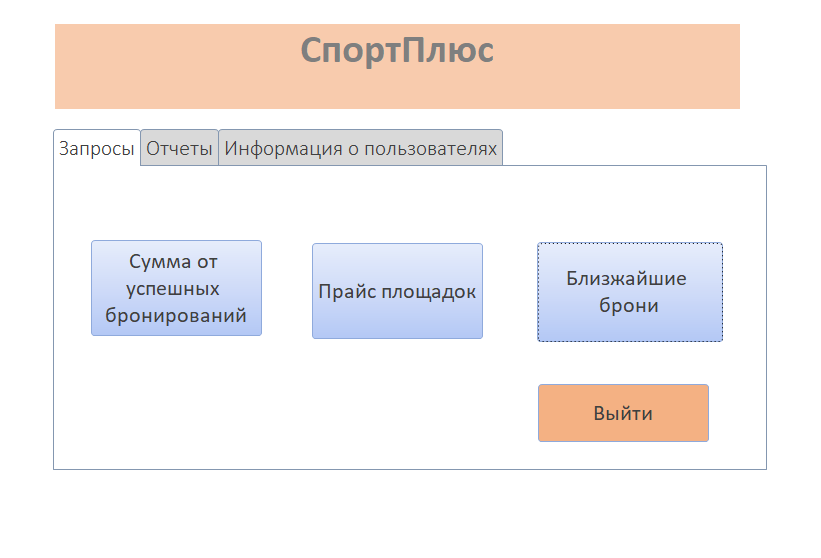 СпортПлюс
Запросы Отчеты Информация о пользователях
Сумма от
успешных
бронирований
Прайс площадок
Близжайшие
брони
Выйти